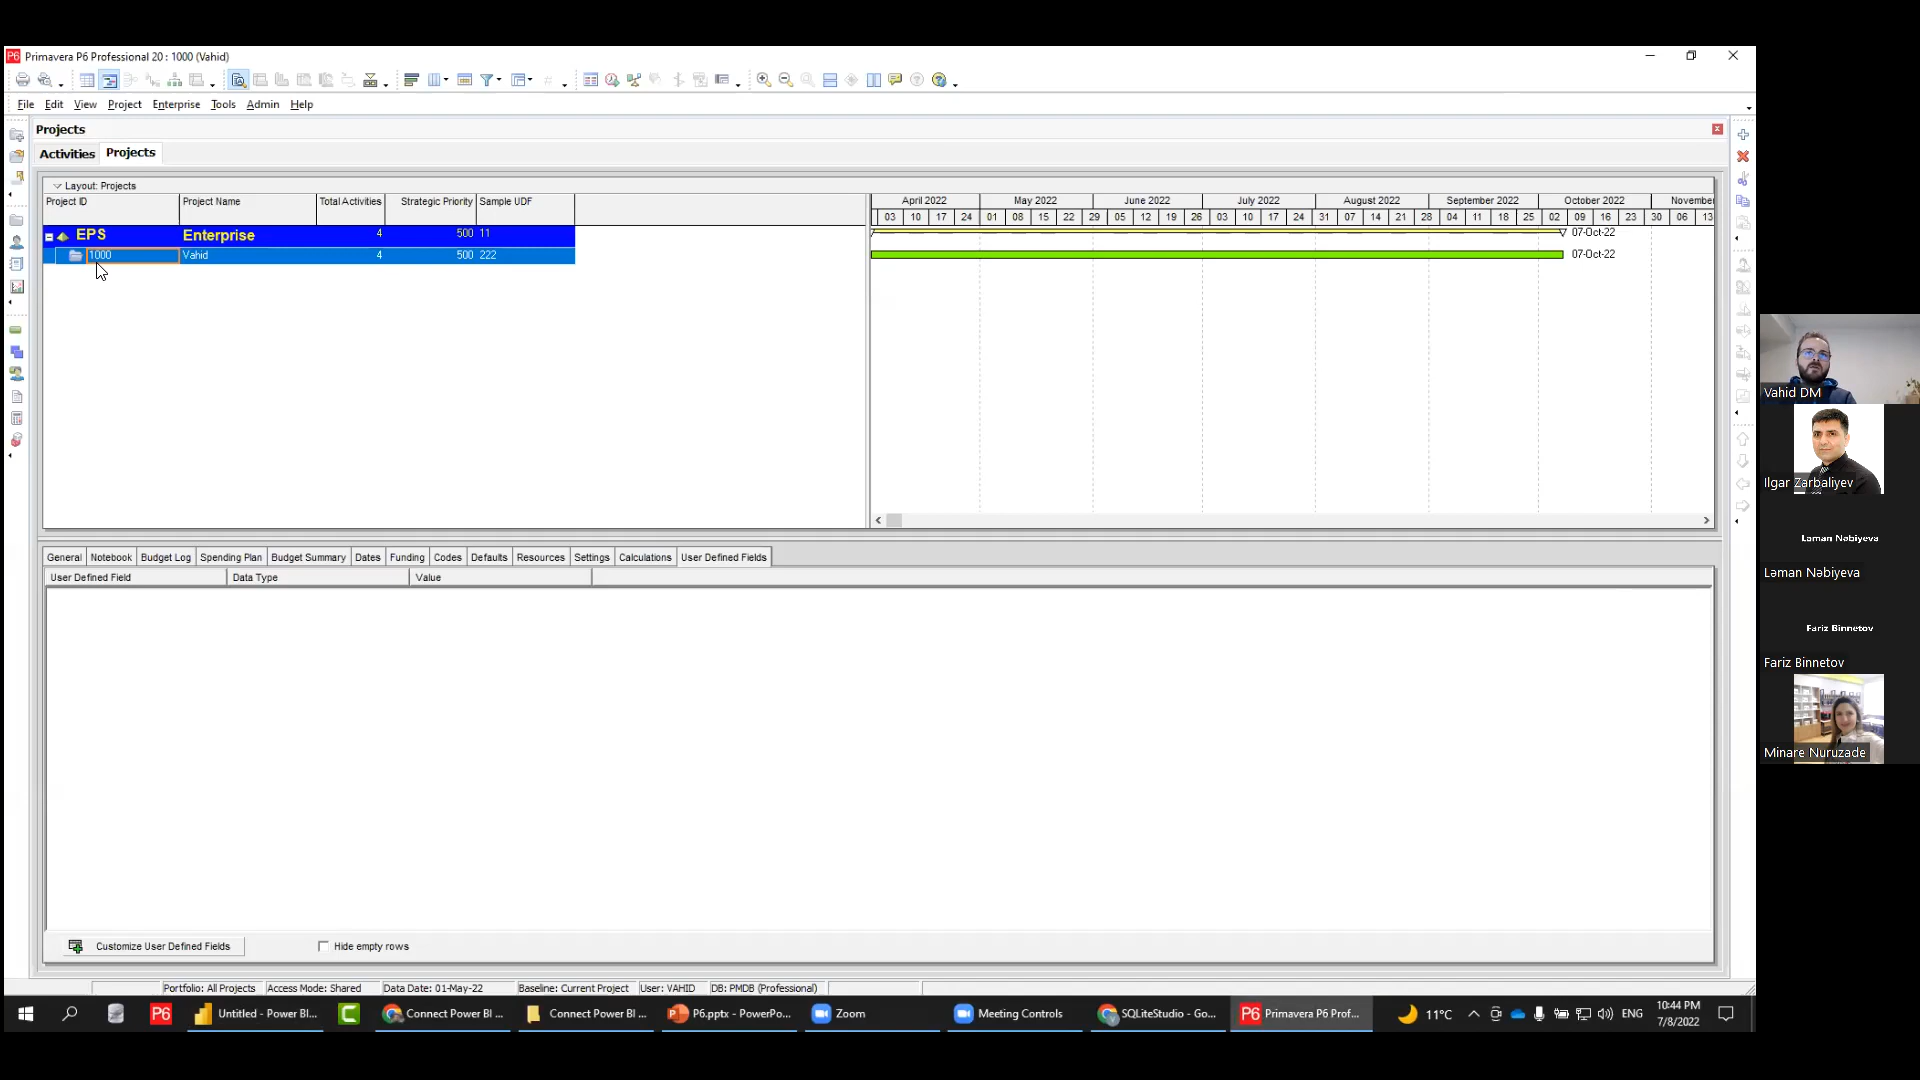 Primavera P6 Professional 20 : 1000 (Vahid)
File Edit View Project Enterprise Tools Admin Help
Projects
Activities Projects
Layout: Projects
Project ID Project Name Total Activities Strategic Priority Sample UDF
April 2022 May 2022 June 2022 July 2022 August 2022 September 2022 October 2022 November
03 10 17 24 01 08 15 22 29 05 12 19 26 03 10 17 24 31 07 14 21 28 04 11 18 25 02 09 16 23 30 06 13
EPS Enterprise 4 500 11 07-Oct-22
1000 Vahid 4 500 222 07-Oct-22
General Notebook Budget Log Spending Plan Budget Summary Dates Funding Codes Defaults Resources Settings Calculations User Defined Fields
User Defined Field Data Type Value
Customize User Defined Fields Hide empty rows
Portfolio: All Projects Access Mode: Shared Data Date: 01-May-22 Baseline: Current Project User: VAHID DB: PMDB (Professional)
P6 Untitled - Power BI... Connect Power BI ... Connect Power BI ... P6.pptx - PowerPo... Zoom Meeting Controls SQLiteStudio - Go... P6 Primavera P6 Prof... 11°C ENG 10:44 PM
7/8/2022
Vahid DM
Ilgar Zarbaliyev
Ləman Nəbiyeva
Ləman Nəbiyeva
Fariz Binnetov
Fariz Binnetov
Minare Nuruzade